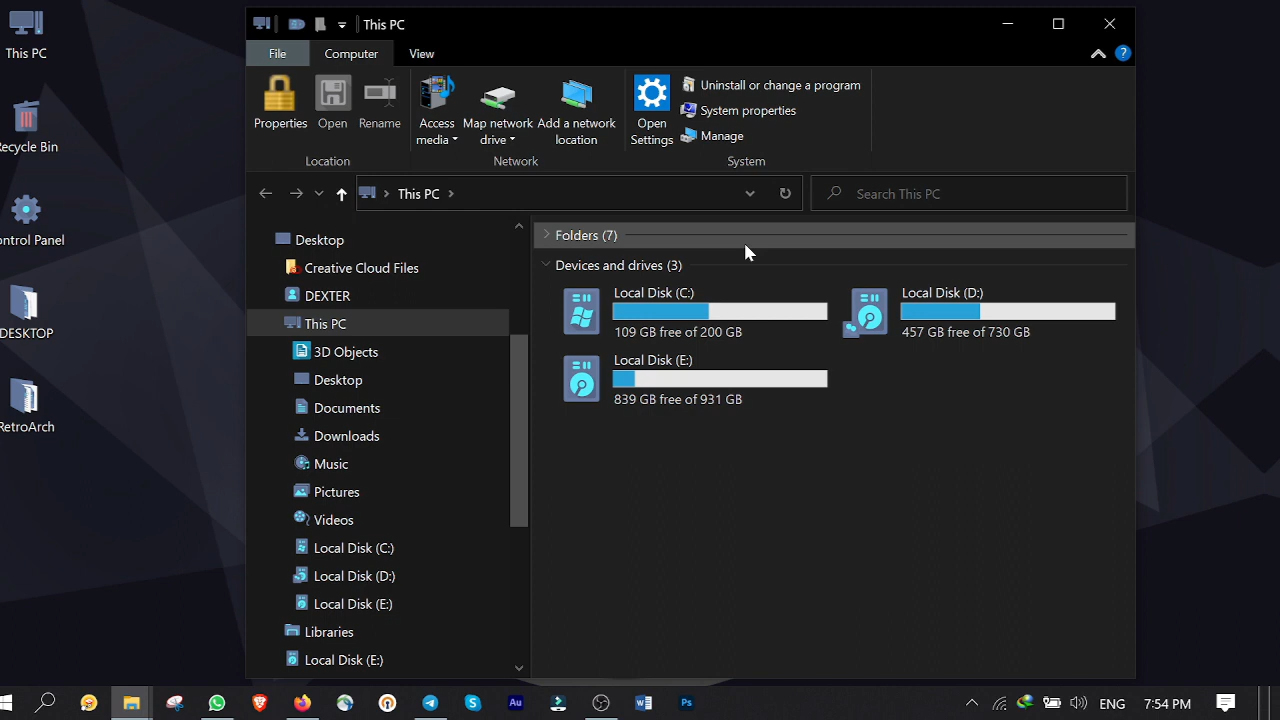 This PC
This PC
File
Computer
View
?
Properties
Open
Rename
Access
media
Map network
drive
Add a network
location
Open
Settings
Uninstall or change a program
System properties
Manage
Location
Network
System
This PC
Search This PC
Recycle Bin
ontrol Panel
DESKTOP
RetroArch
Desktop
Creative Cloud Files
DEXTER
This PC
3D Objects
Desktop
Documents
Downloads
Music
Pictures
Videos
Local Disk (C:)
Local Disk (D:)
Local Disk (E:)
Libraries
Local Disk (E:)
Folders (7)
Devices and drives (3)
Local Disk (C:)
109 GB free of 200 GB
Local Disk (D:)
457 GB free of 730 GB
Local Disk (E:)
839 GB free of 931 GB
Au
Ps
ENG
7:54 PM